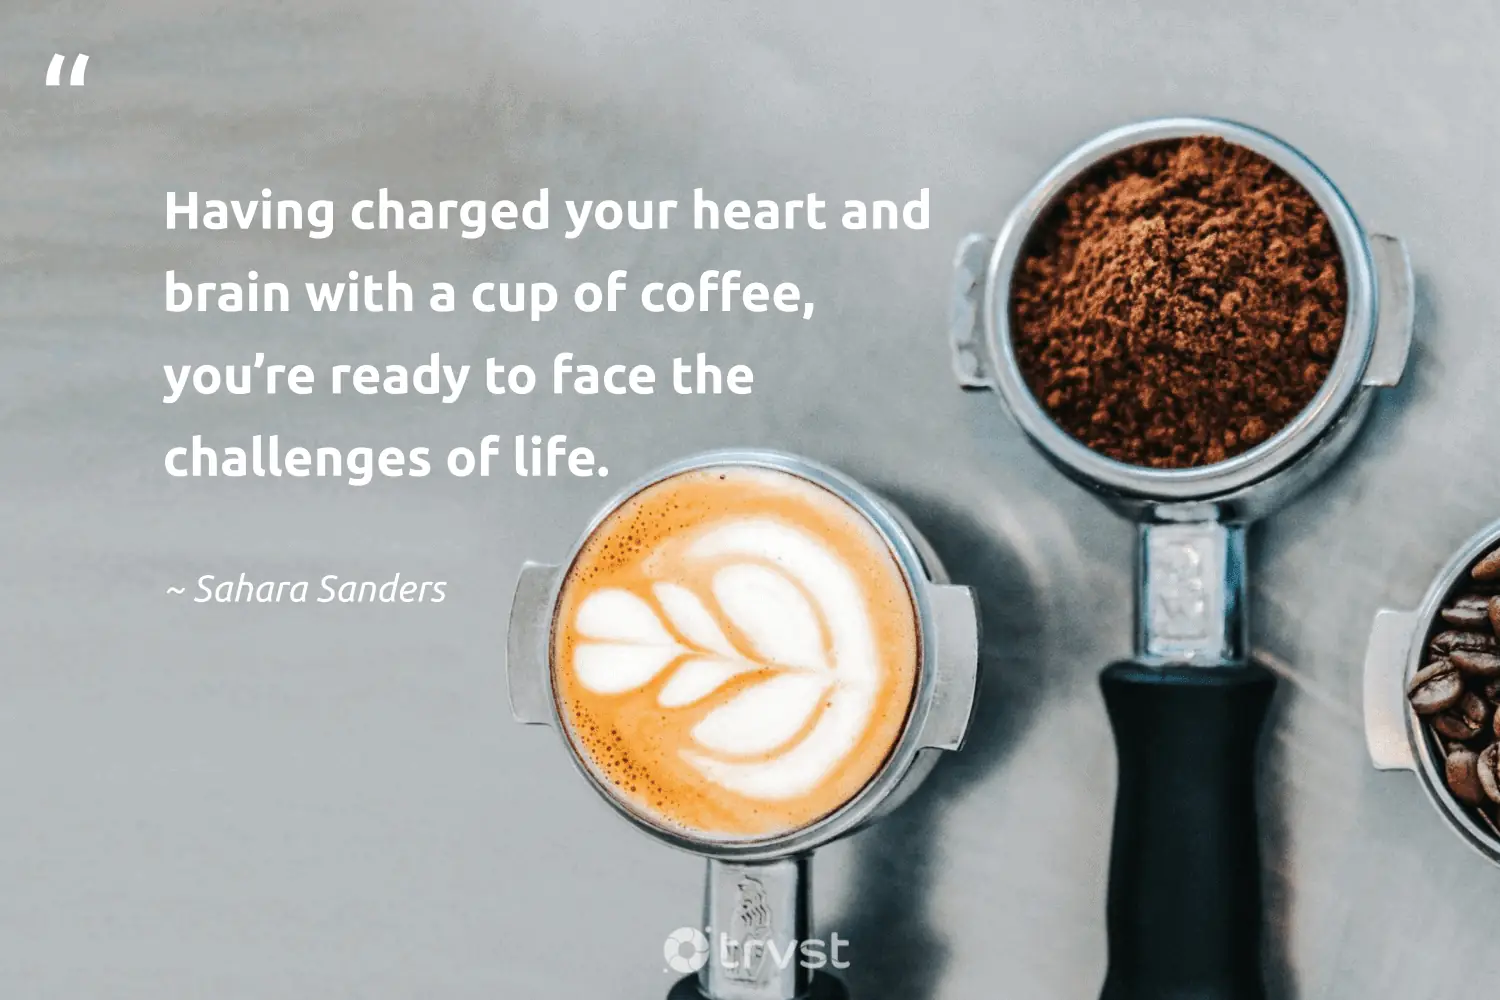 “
Having charged your heart and
brain with a cup of coffee,
you’re ready to face the
challenges of life.
~ Sahara Sanders
trvst